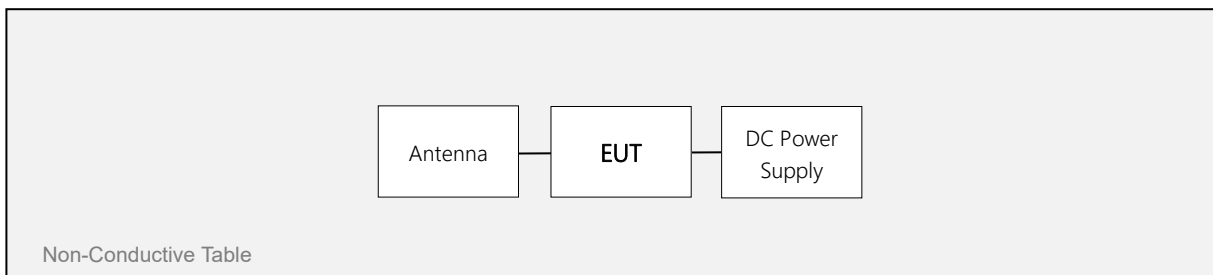 Antenna
EUT
DC Power
Supply
Non-Conductive Table